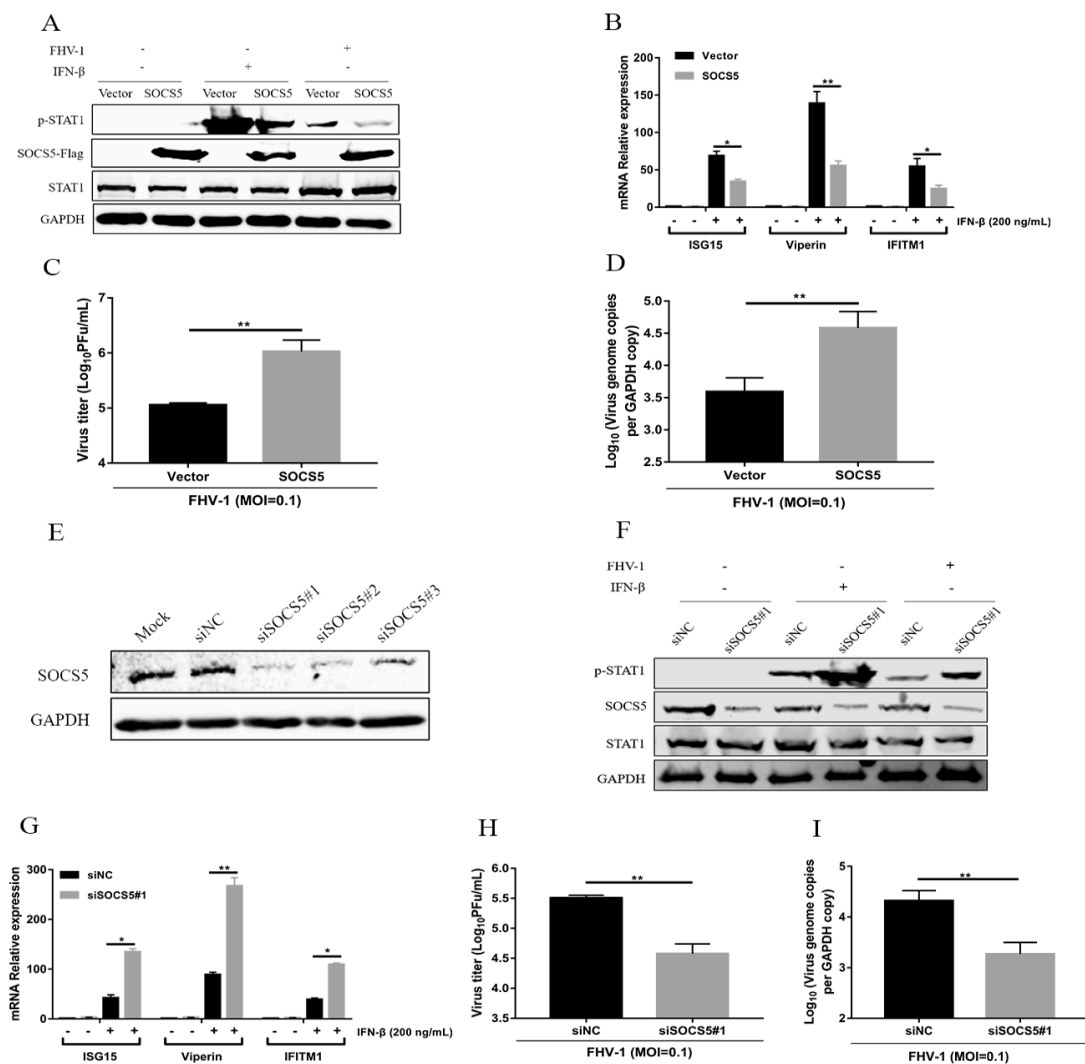 A
FHV-1 - - +
IFN-β - + -
Vector SOCS5 Vector SOCS5 Vector SOCS5
p-STAT1
SOCS5-Flag
STAT1
GAPDH
B
mRNA Relative expression
200
150
100
50
0
Vector
SOCS5
* ** *
- - + + - - + + - - + + IFN-β (200 ng/mL)
ISG15 Viperin IFITM1
C
Virus titer (Log10PFu/mL)
7
6
5
4
**
Vector SOCS5
FHV-1 (MOI=0.1)
D
Log10 (Virus genome copies
per GAPDH copy)
5.0
4.5
4.0
3.5
3.0
2.5
**
Vector SOCS5
FHV-1 (MOI=0.1)
E
Mock siNC siSOCS5#1 siSOCS5#2 siSOCS5#3
SOCS5
GAPDH
F
FHV-1 - - +
IFN-β - + -
siNC siSOCS5#1 siNC siSOCS5#1 siNC siSOCS5#1
p-STAT1
SOCS5
STAT1
GAPDH
G
mRNA Relative expression
300
200
100
0
siNC
siSOCS5#1
* ** *
- - + + - - + + - - + + IFN-β (200 ng/mL)
ISG15 Viperin IFITM1
H
Virus titer (Log10PFu/mL)
6.0
5.5
5.0
4.5
4.0
3.5
**
siNC siSOCS5#1
FHV-1 (MOI=0.1)
I
Log10 (Virus genome copies
per GAPDH copy)
5
4
3
2
**
siNC siSOCS5#1
FHV-1 (MOI=0.1)